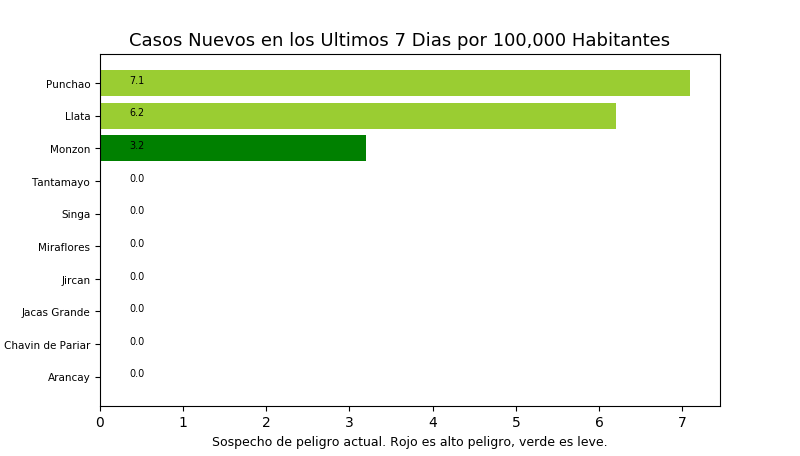 Casos Nuevos en los Ultimos 7 Dias por 100,000 Habitantes
Punchao 7.1
Llata 6.2
Monzon 3.2
Tantamayo 0.0
Singa 0.0
Miraflores 0.0
Jircan 0.0
Jacas Grande 0.0
Chavin de Pariar 0.0
Arancay 0.0
0 1 2 3 4 5 6 7
Sospecho de peligro actual. Rojo es alto peligro, verde es leve.